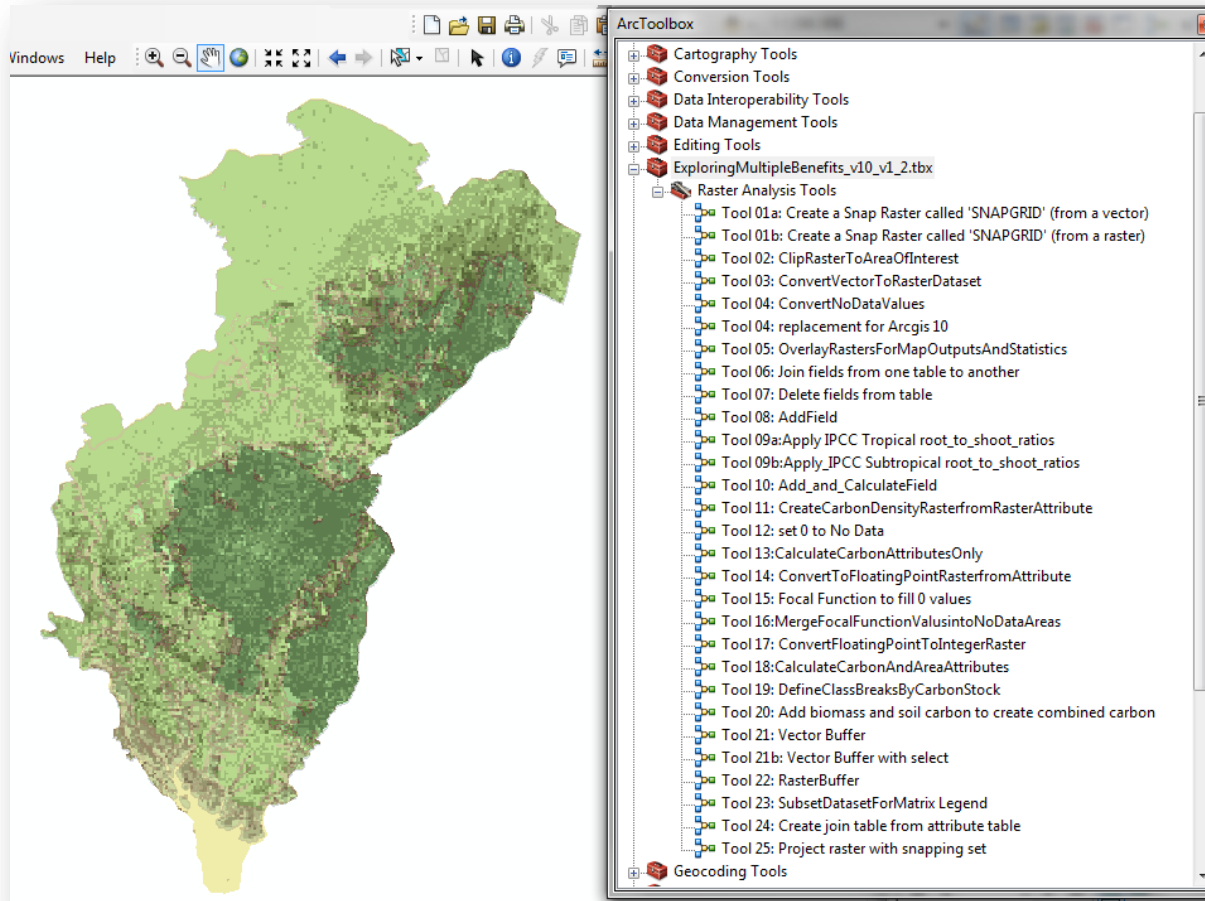 ArcToolbox
Windows Help
Cartography Tools
Conversion Tools
Data Interoperability Tools
Data Management Tools
Editing Tools
ExploringMultipleBenefits_v10_v1_2.tbx
Raster Analysis Tools
Tool 01a: Create a Snap Raster called 'SNAPGRID' (from a vector)
Tool 01b: Create a Snap Raster called 'SNAPGRID' (from a raster)
Tool 02: ClipRasterToAreaOfInterest
Tool 03: ConvertVectorToRasterDataset
Tool 04: ConvertNoDataValues
Tool 04: replacement for Arcgis 10
Tool 05: OverlayRastersForMapOutputsAndStatistics
Tool 06: Join fields from one table to another
Tool 07: Delete fields from table
Tool 08: AddField
Tool 09a:Apply IPCC Tropical root_to_shoot_ratios
Tool 09b:Apply_IPCC Subtropical root_to_shoot_ratios
Tool 10: Add_and_CalculateField
Tool 11: CreateCarbonDensityRasterfromRasterAttribute
Tool 12: set 0 to No Data
Tool 13:CalculateCarbonAttributesOnly
Tool 14: ConvertToFloatingPointRasterfromAttribute
Tool 15: Focal Function to fill 0 values
Tool 16:MergeFocalFunctionValusintoNoDataAreas
Tool 17: ConvertFloatingPointToIntegerRaster
Tool 18:CalculateCarbonAndAreaAttributes
Tool 19: DefineClassBreaksByCarbonStock
Tool 20: Add biomass and soil carbon to create combined carbon
Tool 21: Vector Buffer
Tool 21b: Vector Buffer with select
Tool 22: RasterBuffer
Tool 23: SubsetDatasetForMatrix Legend
Tool 24: Create join table from attribute table
Tool 25: Project raster with snapping set
Geocoding Tools